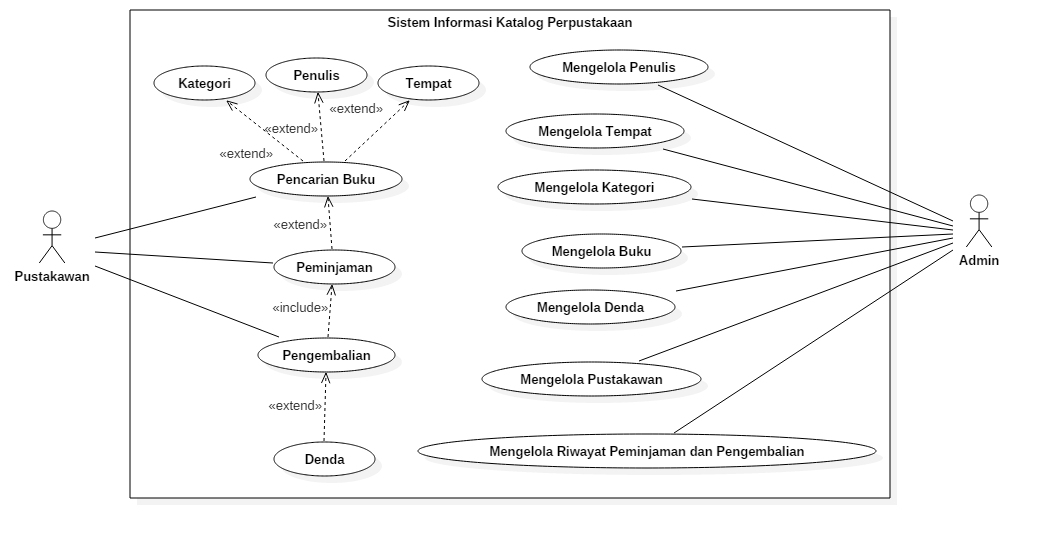 Sistem Informasi Katalog Perpustakaan
Kategori
Penulis
Tempat
«extend»
«extend»
«extend»
Pencarian Buku
«extend»
Peminjaman
«include»
Pengembalian
«extend»
Denda
Pustakawan
Mengelola Penulis
Mengelola Tempat
Mengelola Kategori
Mengelola Buku
Mengelola Denda
Mengelola Pustakawan
Mengelola Riwayat Peminjaman dan Pengembalian
Admin